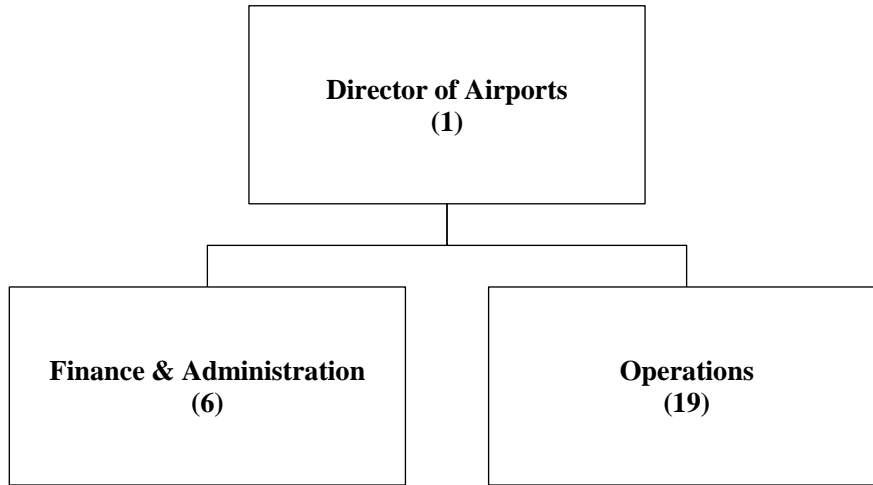 Director of Airports
(1)
Finance & Administration
(6)
Operations
(19)